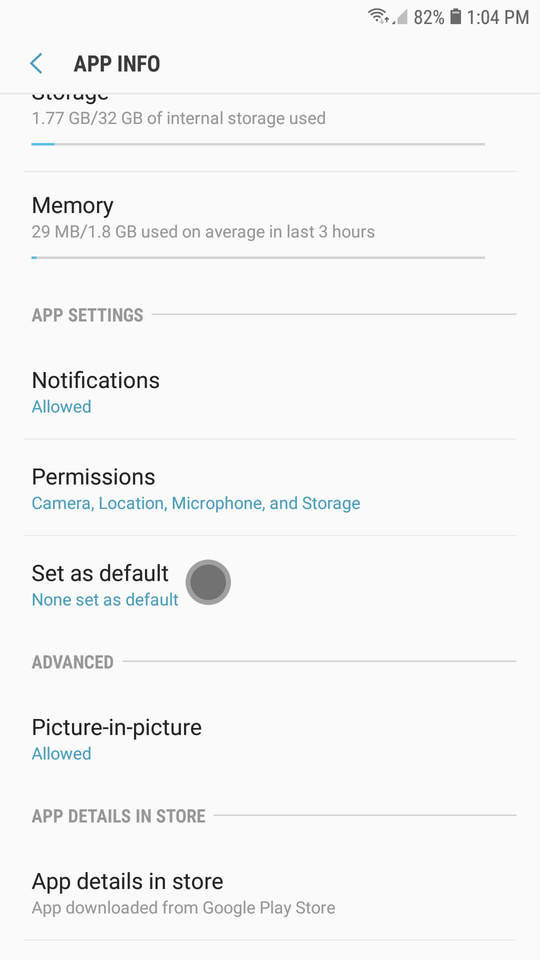 82% 1:04 PM
APP INFO
Storage
1.77 GB/32 GB of internal storage used
Memory
29 MB/1.8 GB used on average in last 3 hours
APP SETTINGS
Notifications
Allowed
Permissions
Camera, Location, Microphone, and Storage
Set as default
None set as default
ADVANCED
Picture-in-picture
Allowed
APP DETAILS IN STORE
App details in store
App downloaded from Google Play Store